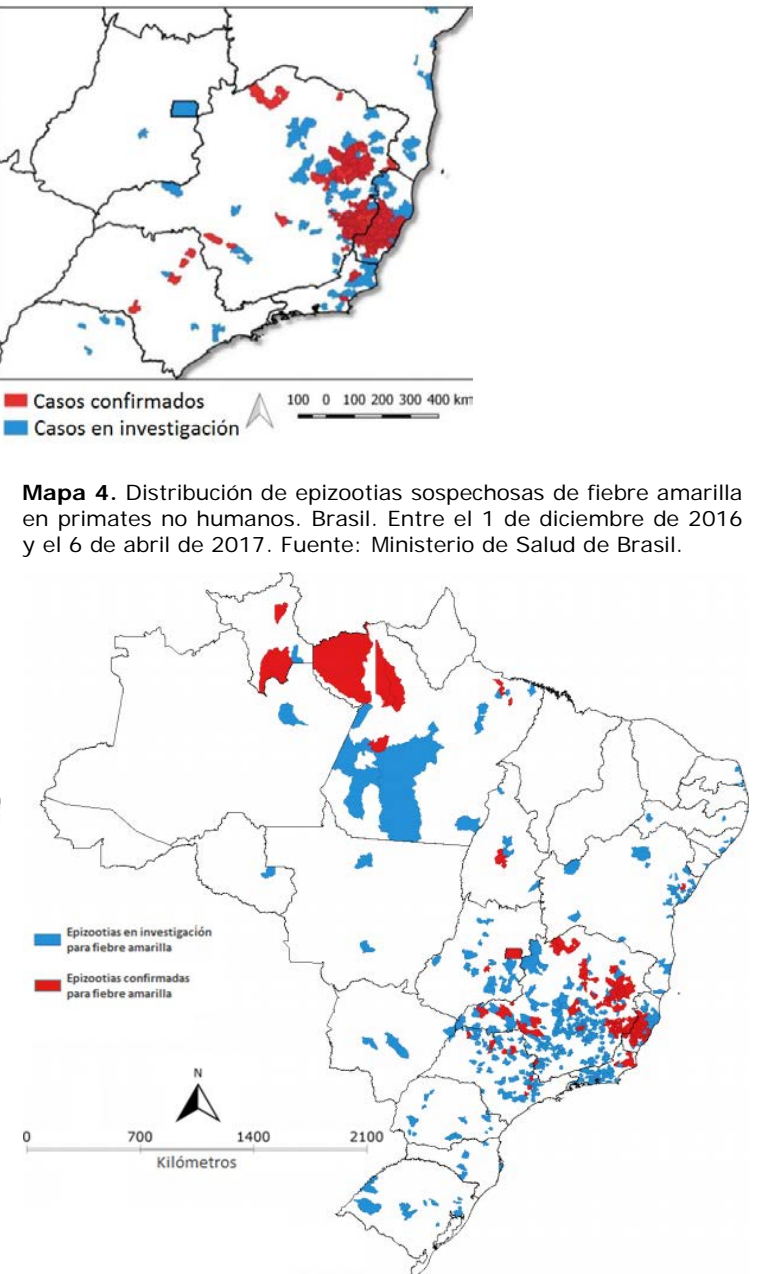 Casos confirmados
Casos en investigación
100 0 100 200 300 400 km
Mapa 4. Distribución de epizootias sospechosas de fiebre amarilla
en primates no humanos. Brasil. Entre el 1 de diciembre de 2016
y el 6 de abril de 2017. Fuente: Ministerio de Salud de Brasil.
Epizootias en investigación
para fiebre amarilla
Epizootias confirmadas
para fiebre amarilla
N
0 700 1400 2100
Kilómetros